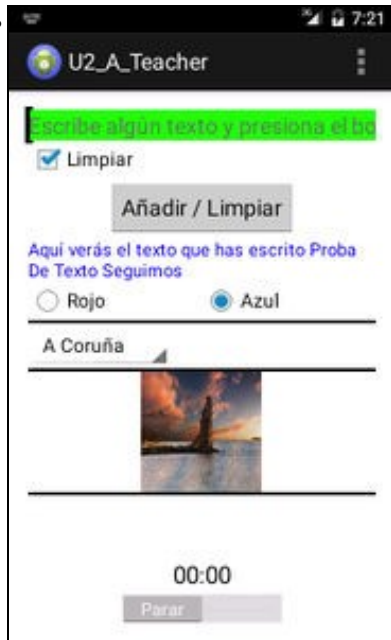 7:21
U2_A_Teacher
Escribe algún texto y presiona el bo
Limpiar
Añadir / Limpiar
Aquí verás el texto que has escrito Proba
De Texto Seguimos
Rojo Azul
A Coruña
00:00
Parar